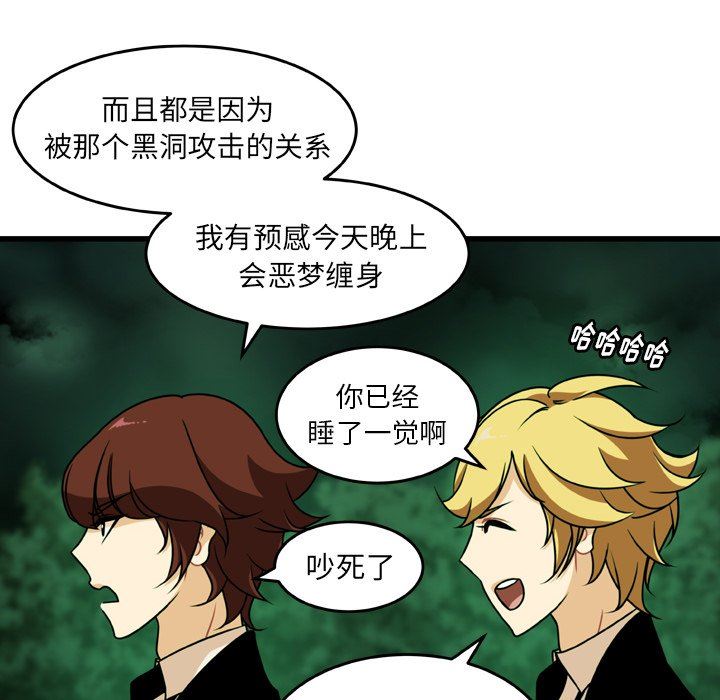 而且都是因为
被那个黑洞攻击的关系
我有预感今天晚上
会恶梦缠身
哈哈哈哈
你已经
睡了一觉啊
吵死了